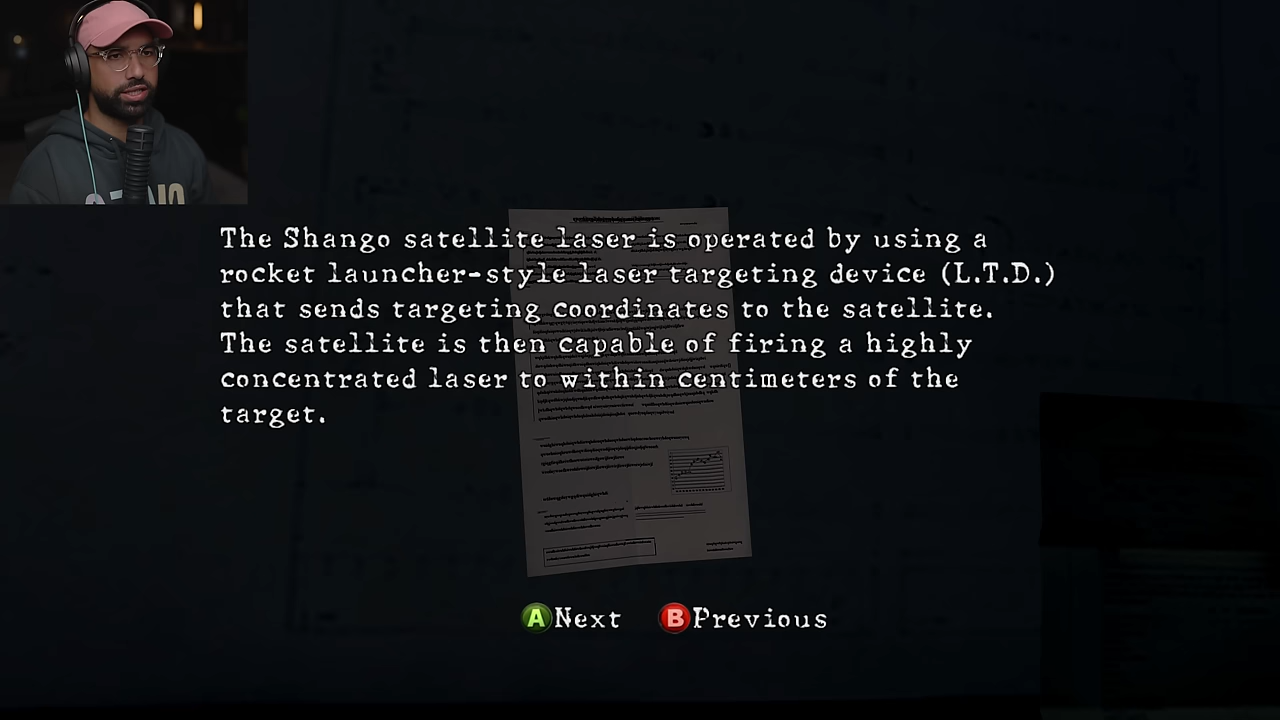 The Shango satellite laser is operated by using a
rocket launcher-style laser targeting device (L.T.D.)
that sends targeting coordinates to the satellite.
The satellite is then capable of firing a highly
concentrated laser to within centimeters of the
target.
A Next B Previous